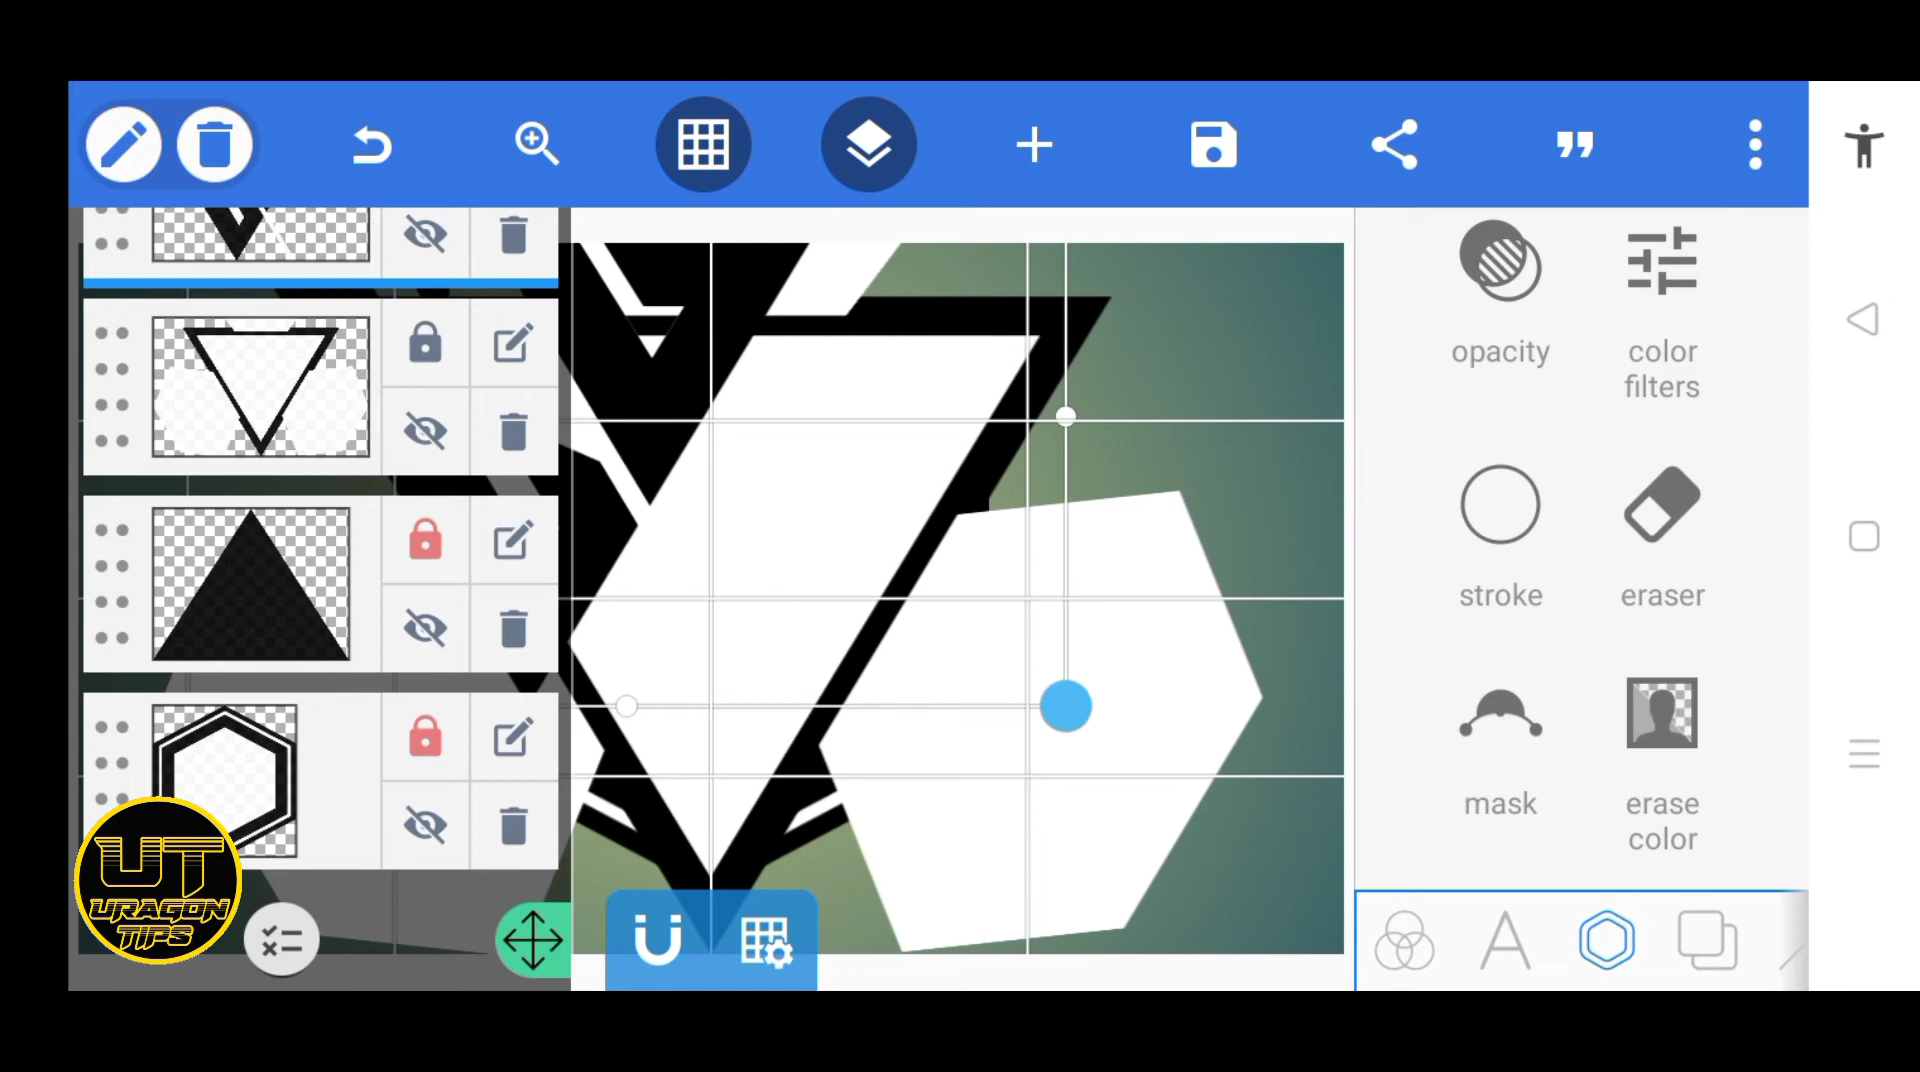 opacity
color
filters
stroke
eraser
mask
erase
color
UT
URAGON
TIPS